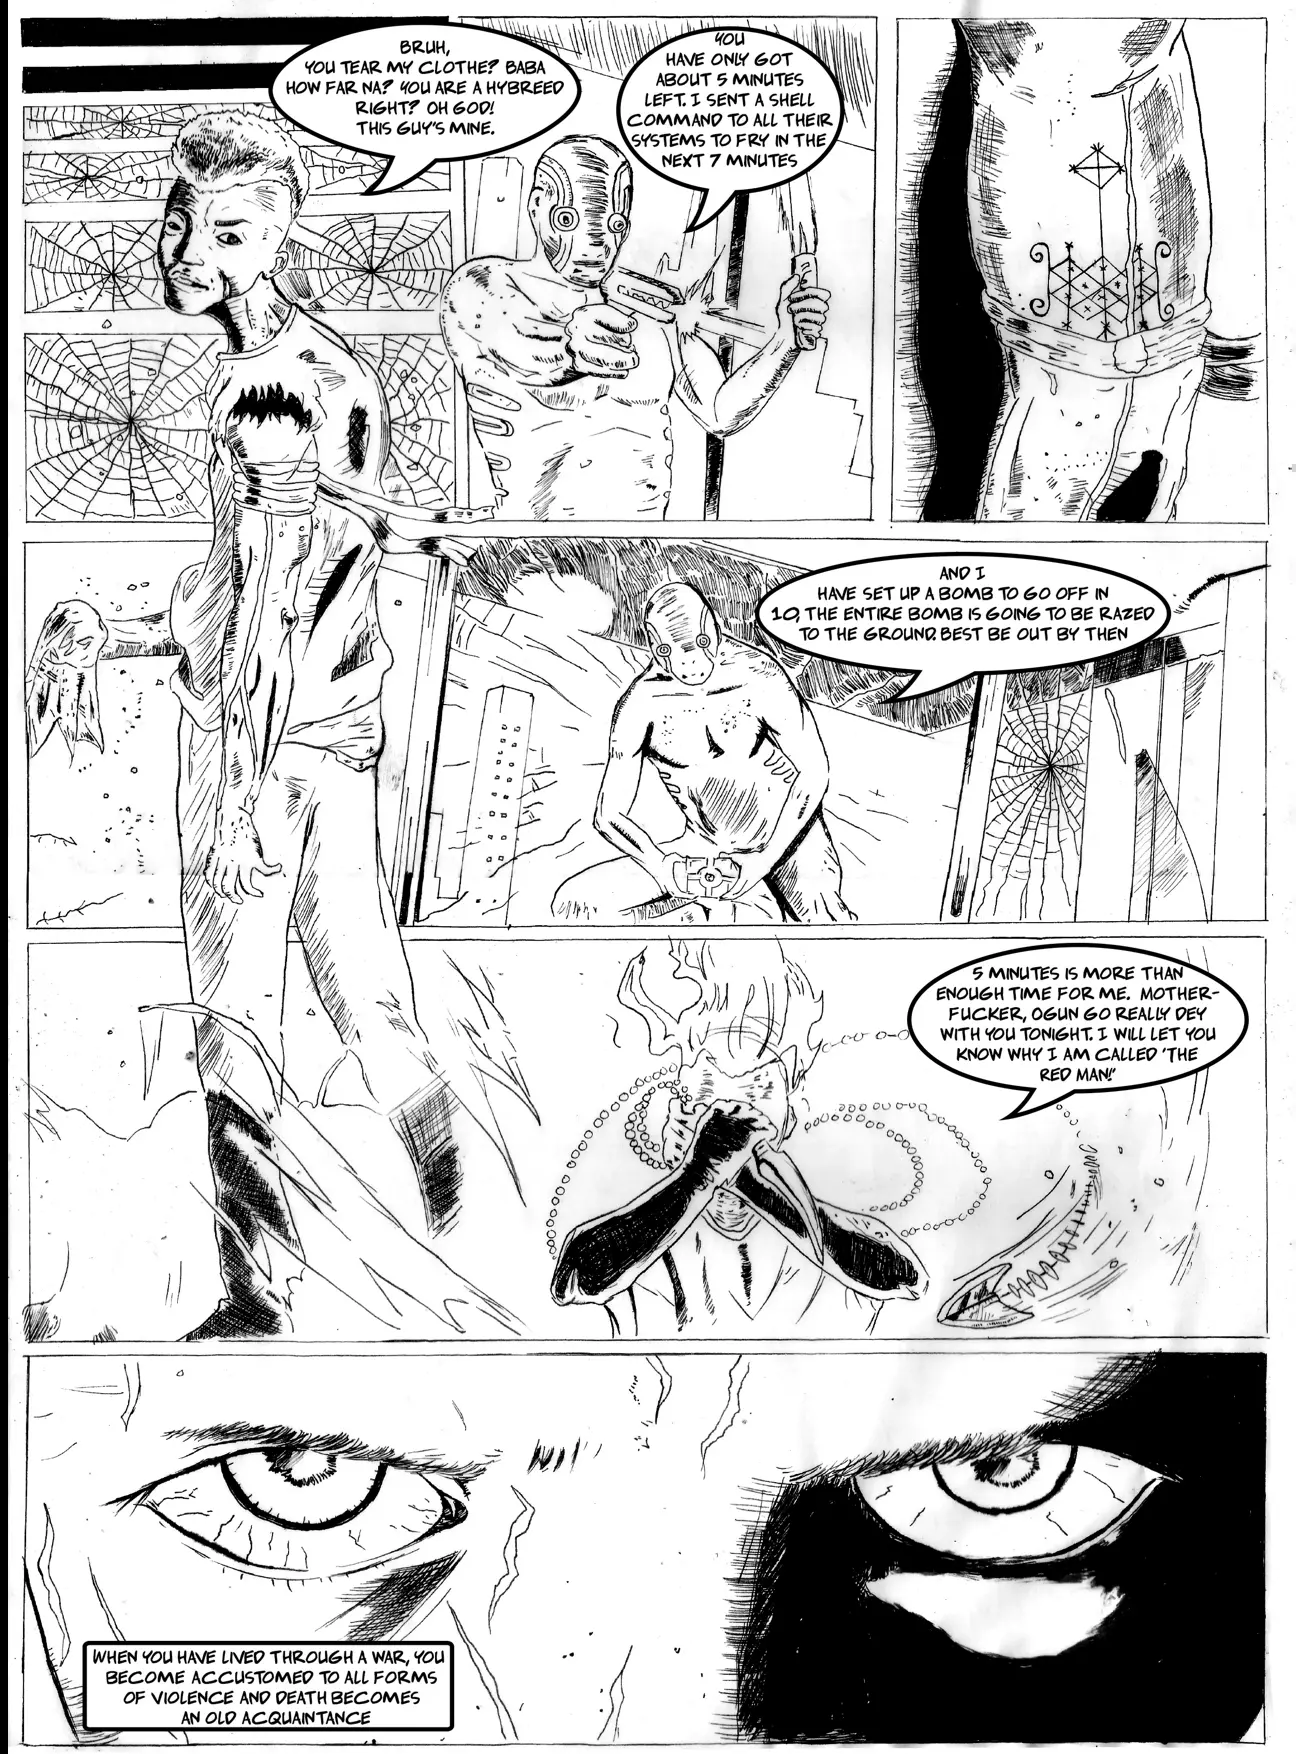 BRUH,
YOU TEAR MY CLOTHE? BABA
HOW FAR NA? YOU ARE A HYBREED
RIGHT? OH GOD!
THIS GUY'S MINE.
YOU
HAVE ONLY GOT
ABOUT 5 MINUTES
LEFT. I SENT A SHELL
COMMAND TO ALL THEIR
SYSTEMS TO FRY IN THE
NEXT 7 MINUTES
AND I
HAVE SET UP A BOMB TO GO OFF IN
10, THE ENTIRE BOMB IS GOING TO BE RAZED
TO THE GROUND. BEST BE OUT BY THEN
5 MINUTES IS MORE THAN
ENOUGH TIME FOR ME. MOTHER-
FUCKER, OGUN GO REALLY DEY
WITH YOU TONIGHT. I WILL LET YOU
KNOW WHY I AM CALLED 'THE
RED MAN!'
WHEN YOU HAVE LIVED THROUGH A WAR, YOU
BECOME ACCUSTOMED TO ALL FORMS
OF VIOLENCE AND DEATH BECOMES
AN OLD ACQUAINTANCE